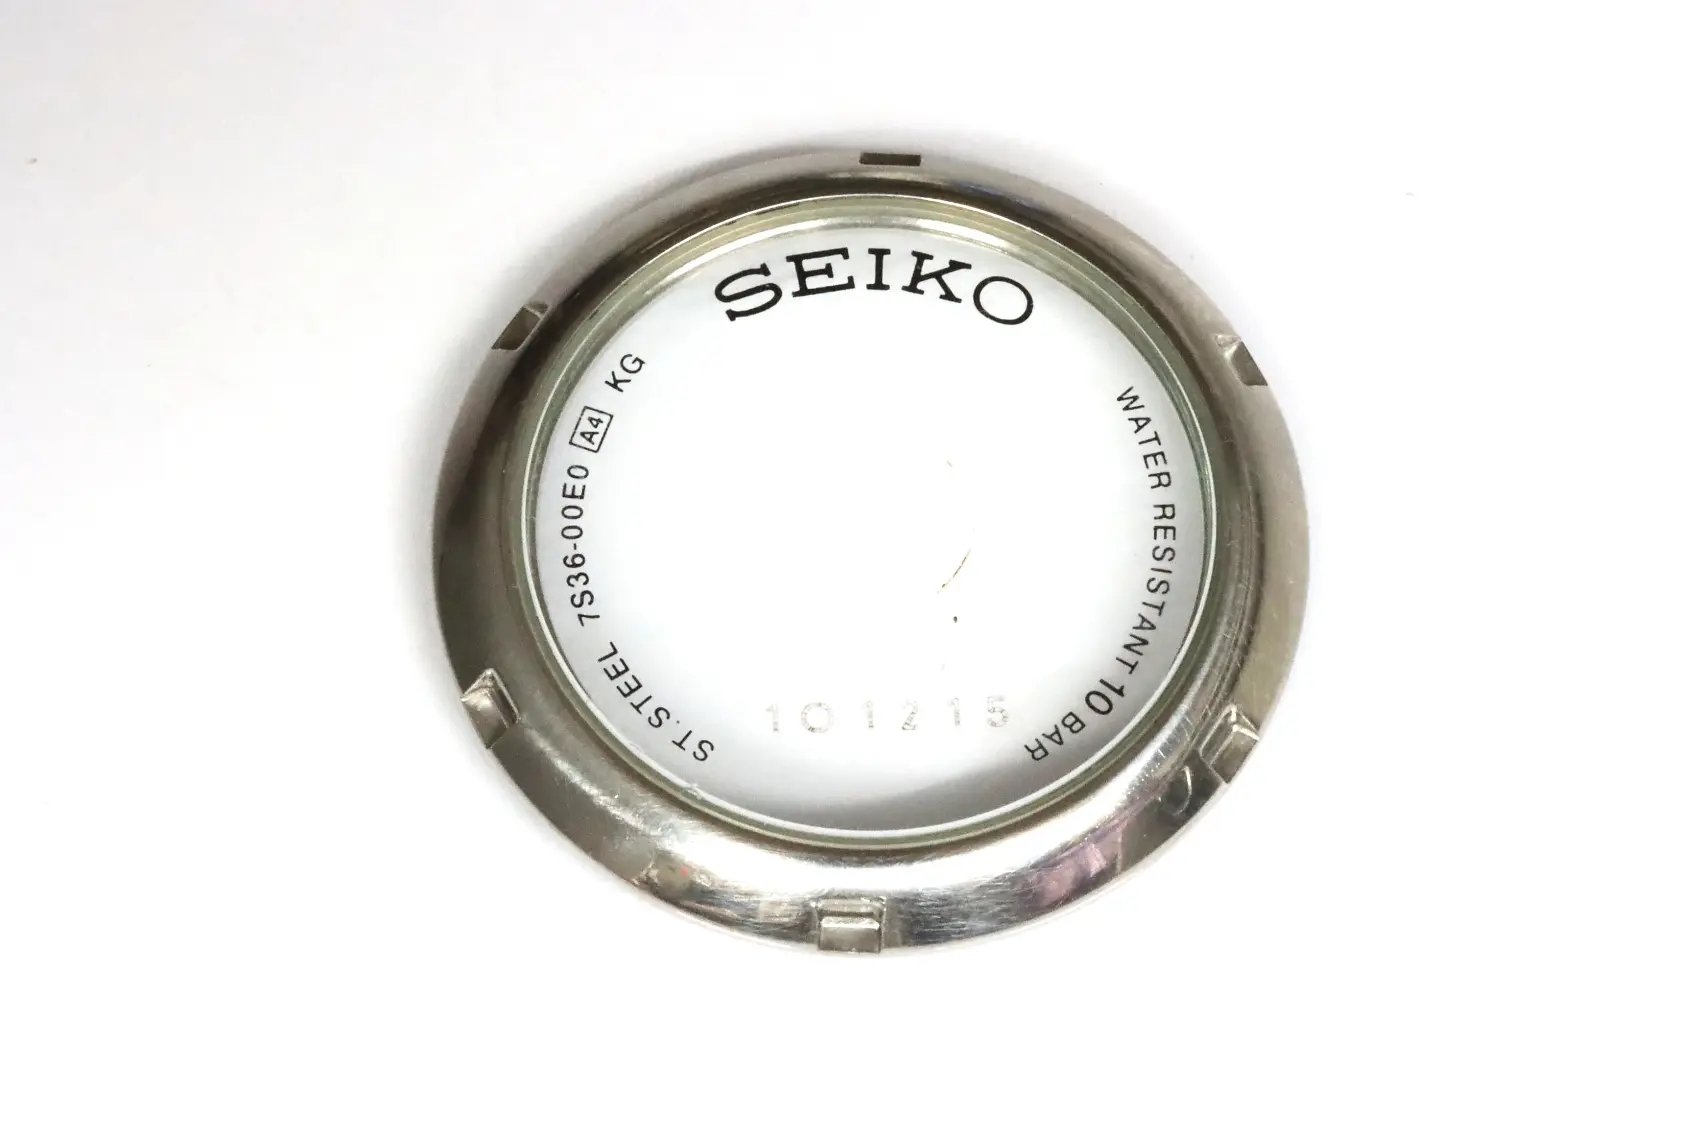 SEIKO
WATER RESISTANT 10 BAR
ST. STEEL 7S36-00E0 A4 KG
101215